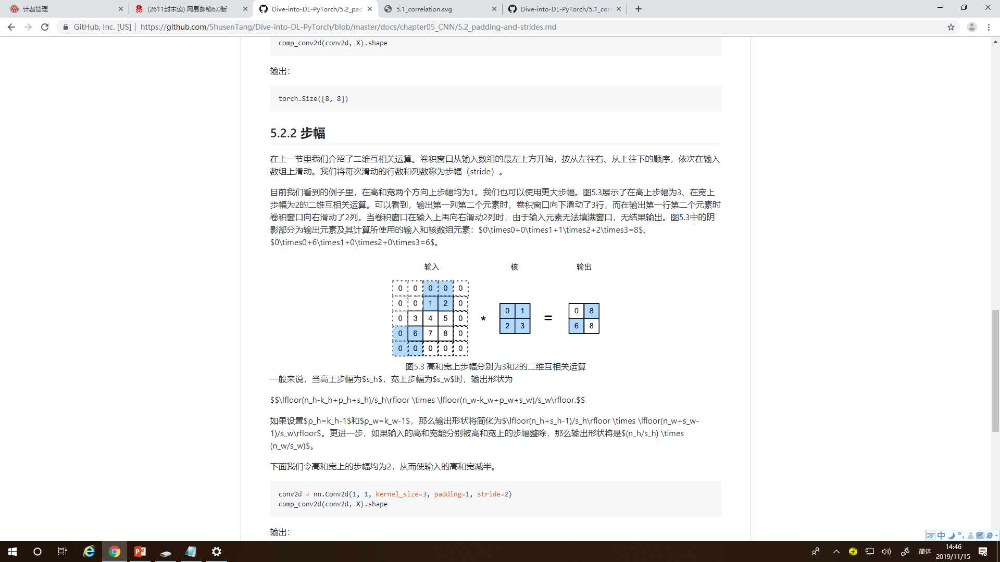 计费管理
(2611封未读) 网易邮箱6.0版
Dive-into-DL-PyTorch/5.2_pad
5.1_correlation.svg
Dive-into-DL-PyTorch/5.1_corr
GitHub, Inc. [US] | https://github.com/ShusenTang/Dive-into-DL-PyTorch/blob/master/docs/chapter05_CNN/5.2_padding-and-strides.md
comp_conv2d(conv2d, X).shape
输出：
torch.Size([8, 8])
5.2.2 步幅
在上一节里我们介绍了二维互相关运算。卷积窗口从输入数组的最左上方开始，按从左往右、从上往下的顺序，依次在输入
数组上滑动。我们将每次滑动的行数和列数称为步幅（stride）。
目前我们看到的例子里，在高和宽两个方向上步幅均为1。我们也可以使用更大步幅。图5.3展示了在高上步幅为3、在宽上
步幅为2的二维互相关运算。可以看到，输出第一列第二个元素时，卷积窗口向下滑动了3行，而在输出第一行第二个元素时
卷积窗口向右滑动了2列。当卷积窗口在输入上再向右滑动2列时，由于输入元素无法填满窗口，无结果输出。图5.3中的阴
影部分为输出元素及其计算所使用的输入和核数组元素：$0\times0+0\times1+1\times2+2\times3=8$、
$0\times0+6\times1+0\times2+0\times3=6$。
输入 核 输出
0 0 0 0 0
0 0 1 2 0
0 3 4 5 0
0 6 7 8 0
0 0 0 0 0
*
0 1
2 3
=
0 8
6 8
图5.3 高和宽上步幅分别为3和2的二维互相关运算
一般来说，当高上步幅为$s_h$，宽上步幅为$s_w$时，输出形状为
$$\lfloor(n_h-k_h+p_h+s_h)/s_h\rfloor \times \lfloor(n_w-k_w+p_w+s_w)/s_w\rfloor.$$
如果设置$p_h=k_h-1$和$p_w=k_w-1$，那么输出形状将简化为$\lfloor(n_h+s_h-1)/s_h\rfloor \times \lfloor(n_w+s_w-
1)/s_w\rfloor$。更进一步，如果输入的高和宽能分别被高和宽上的步幅整除，那么输出形状将是$(n_h/s_h) \times
(n_w/s_w)$。
下面我们令高和宽上的步幅均为2，从而使输入的高和宽减半。
conv2d = nn.Conv2d(1, 1, kernel_size=3, padding=1, stride=2)
comp_conv2d(conv2d, X).shape
输出：
中
简体
14:46
2019/11/15